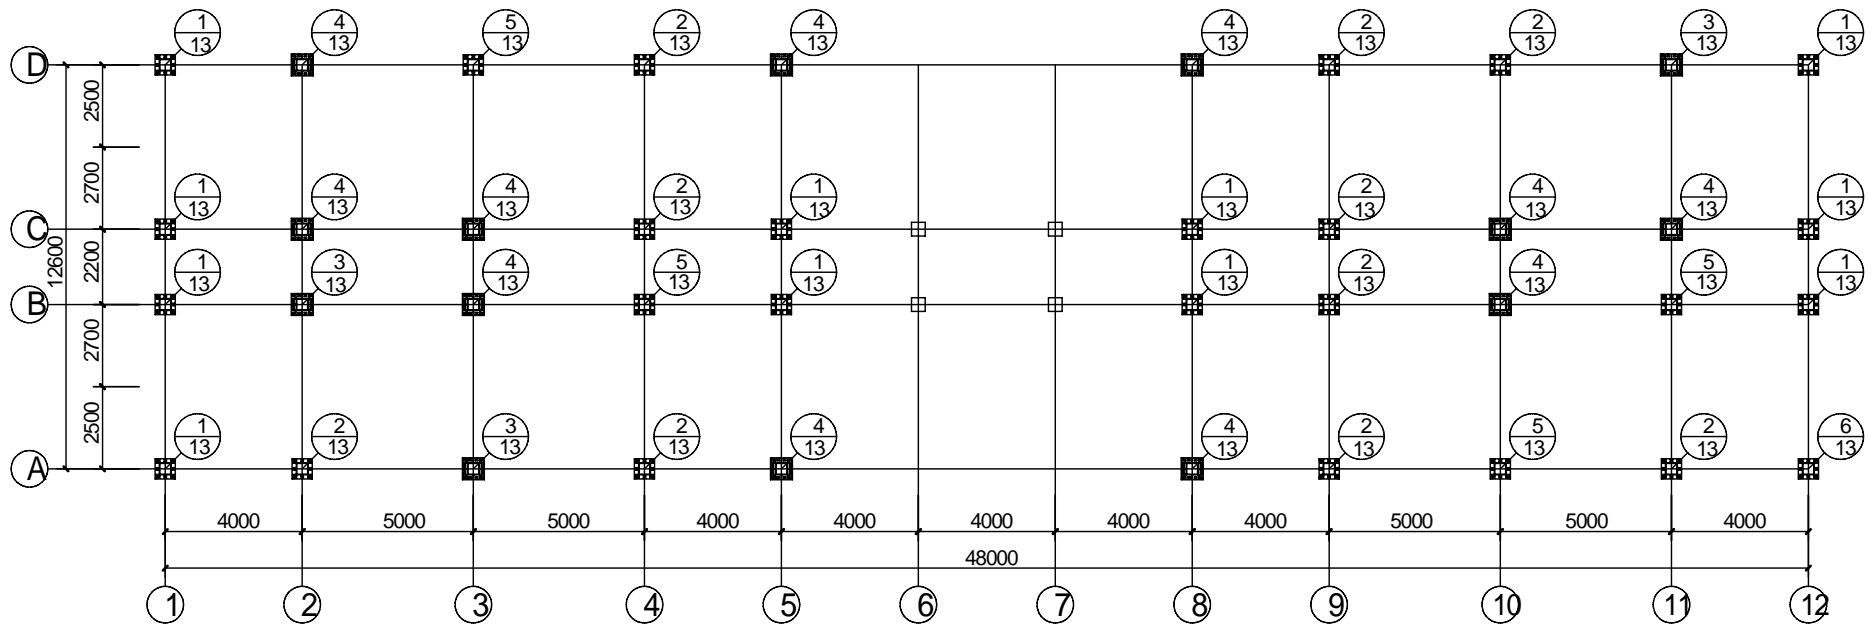 1 4 5 2 4 4 2 2 3 1
13 13 13 13 13 13 13 13 13 13
D
2500
2700
1 4 4 2 1 1 2 4 4 1
13 13 13 13 13 13 13 13 13 13
C
2200
12600
1 3 4 5 1 1 2 4 5 1
13 13 13 13 13 13 13 13 13 13
B
2700
2500
1 2 3 2 4 4 2 5 2 6
13 13 13 13 13 13 13 13 13 13
A
4000 5000 5000 4000 4000 4000 4000 4000 5000 5000 4000
48000
1 2 3 4 5 6 7 8 9 10 11 12